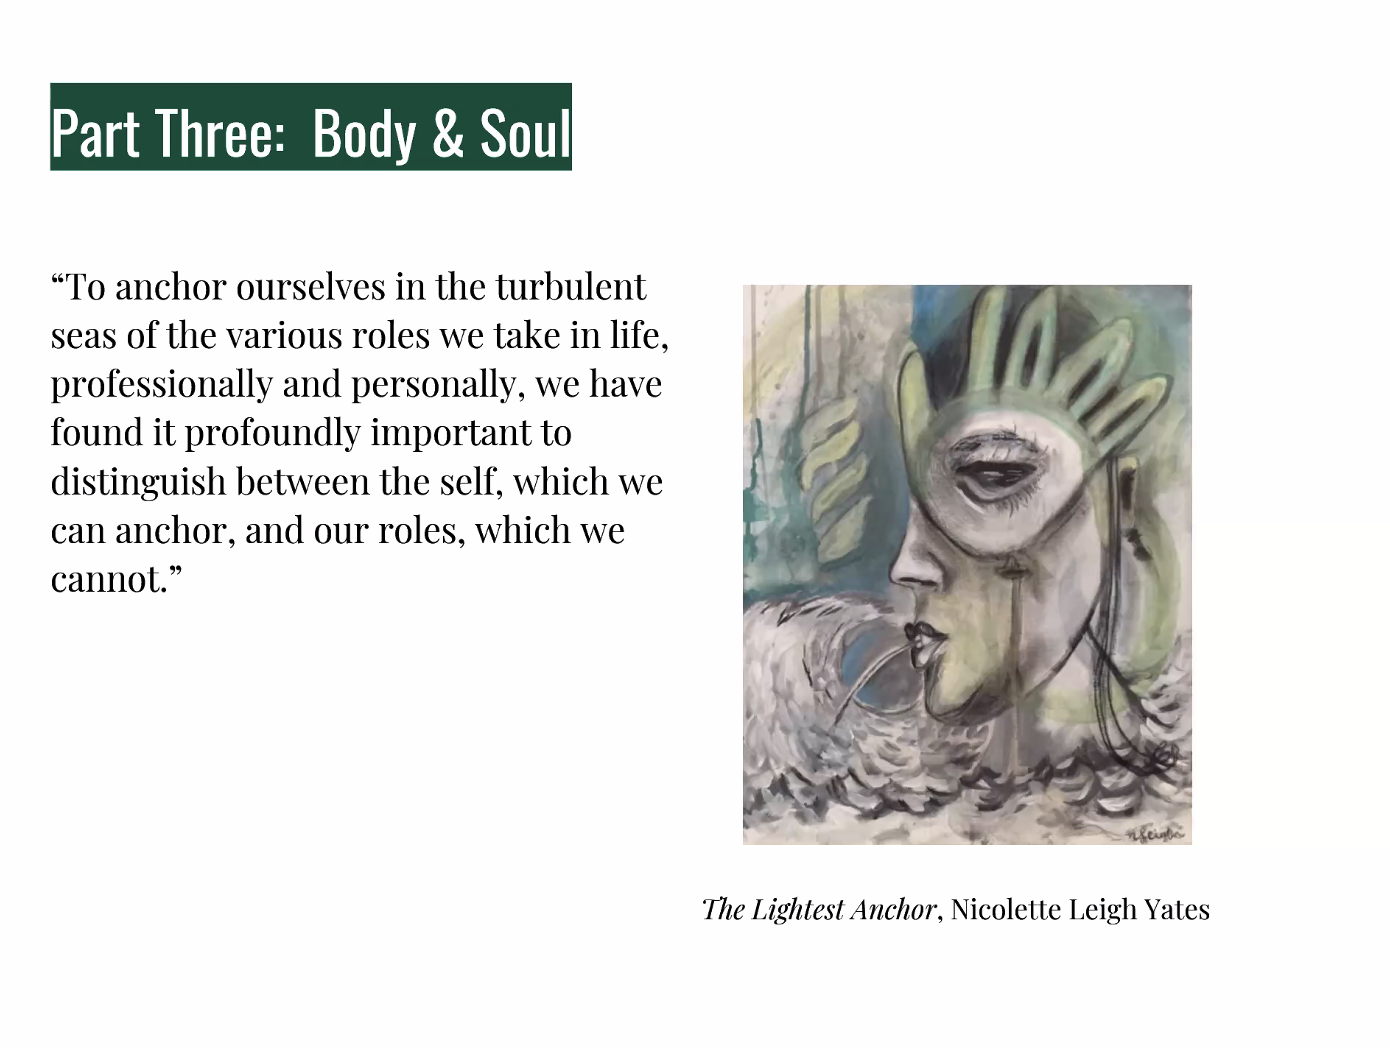 Part Three:  Body & Soul
“To anchor ourselves in the turbulent
seas of the various roles we take in life,
professionally and personally, we have
found it profoundly important to
distinguish between the self, which we
can anchor, and our roles, which we
cannot.”
The Lightest Anchor, Nicolette Leigh Yates